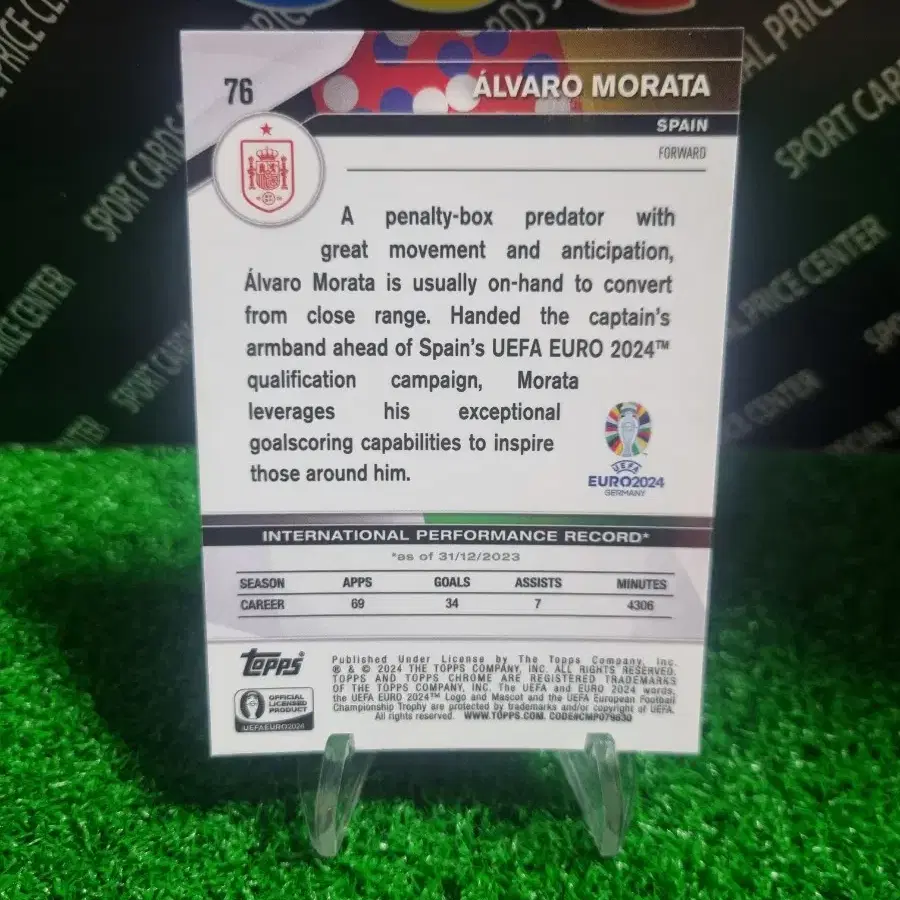 76
ÁLVARO MORATA
SPAIN
FORWARD
A penalty-box predator with
great movement and anticipation,
Álvaro Morata is usually on-hand to convert
from close range. Handed the captain's
armband ahead of Spain's UEFA EURO 2024™
qualification campaign, Morata
leverages his exceptional
goalscoring capabilities to inspire
those around him.
UEFA
EURO2024
GERMANY
INTERNATIONAL PERFORMANCE RECORD*
*as of 31/12/2023
SEASON APPS GOALS ASSISTS MINUTES
CAREER 69 34 7 4306
topps
Published Under License by The Topps Company, Inc.
® & © 2024 THE TOPPS COMPANY, INC. ALL RIGHTS RESERVED.
TOPPS AND TOPPS CHROME ARE REGISTERED TRADEMARKS
OF THE TOPPS COMPANY, INC. The UEFA and EURO 2024 words,
the UEFA EURO 2024™ Logo and Mascot and the UEFA European Football
Championship Trophy are protected by trademarks and/or copyright of UEFA.
All rights reserved. WWW.TOPPS.COM. CODE#CMP079830
OFFICIAL
LICENSED
PRODUCT
UEFAEURO2024
SPORT CARDS
PRICE CENTER
SPORT CAR
PRICE CENTER